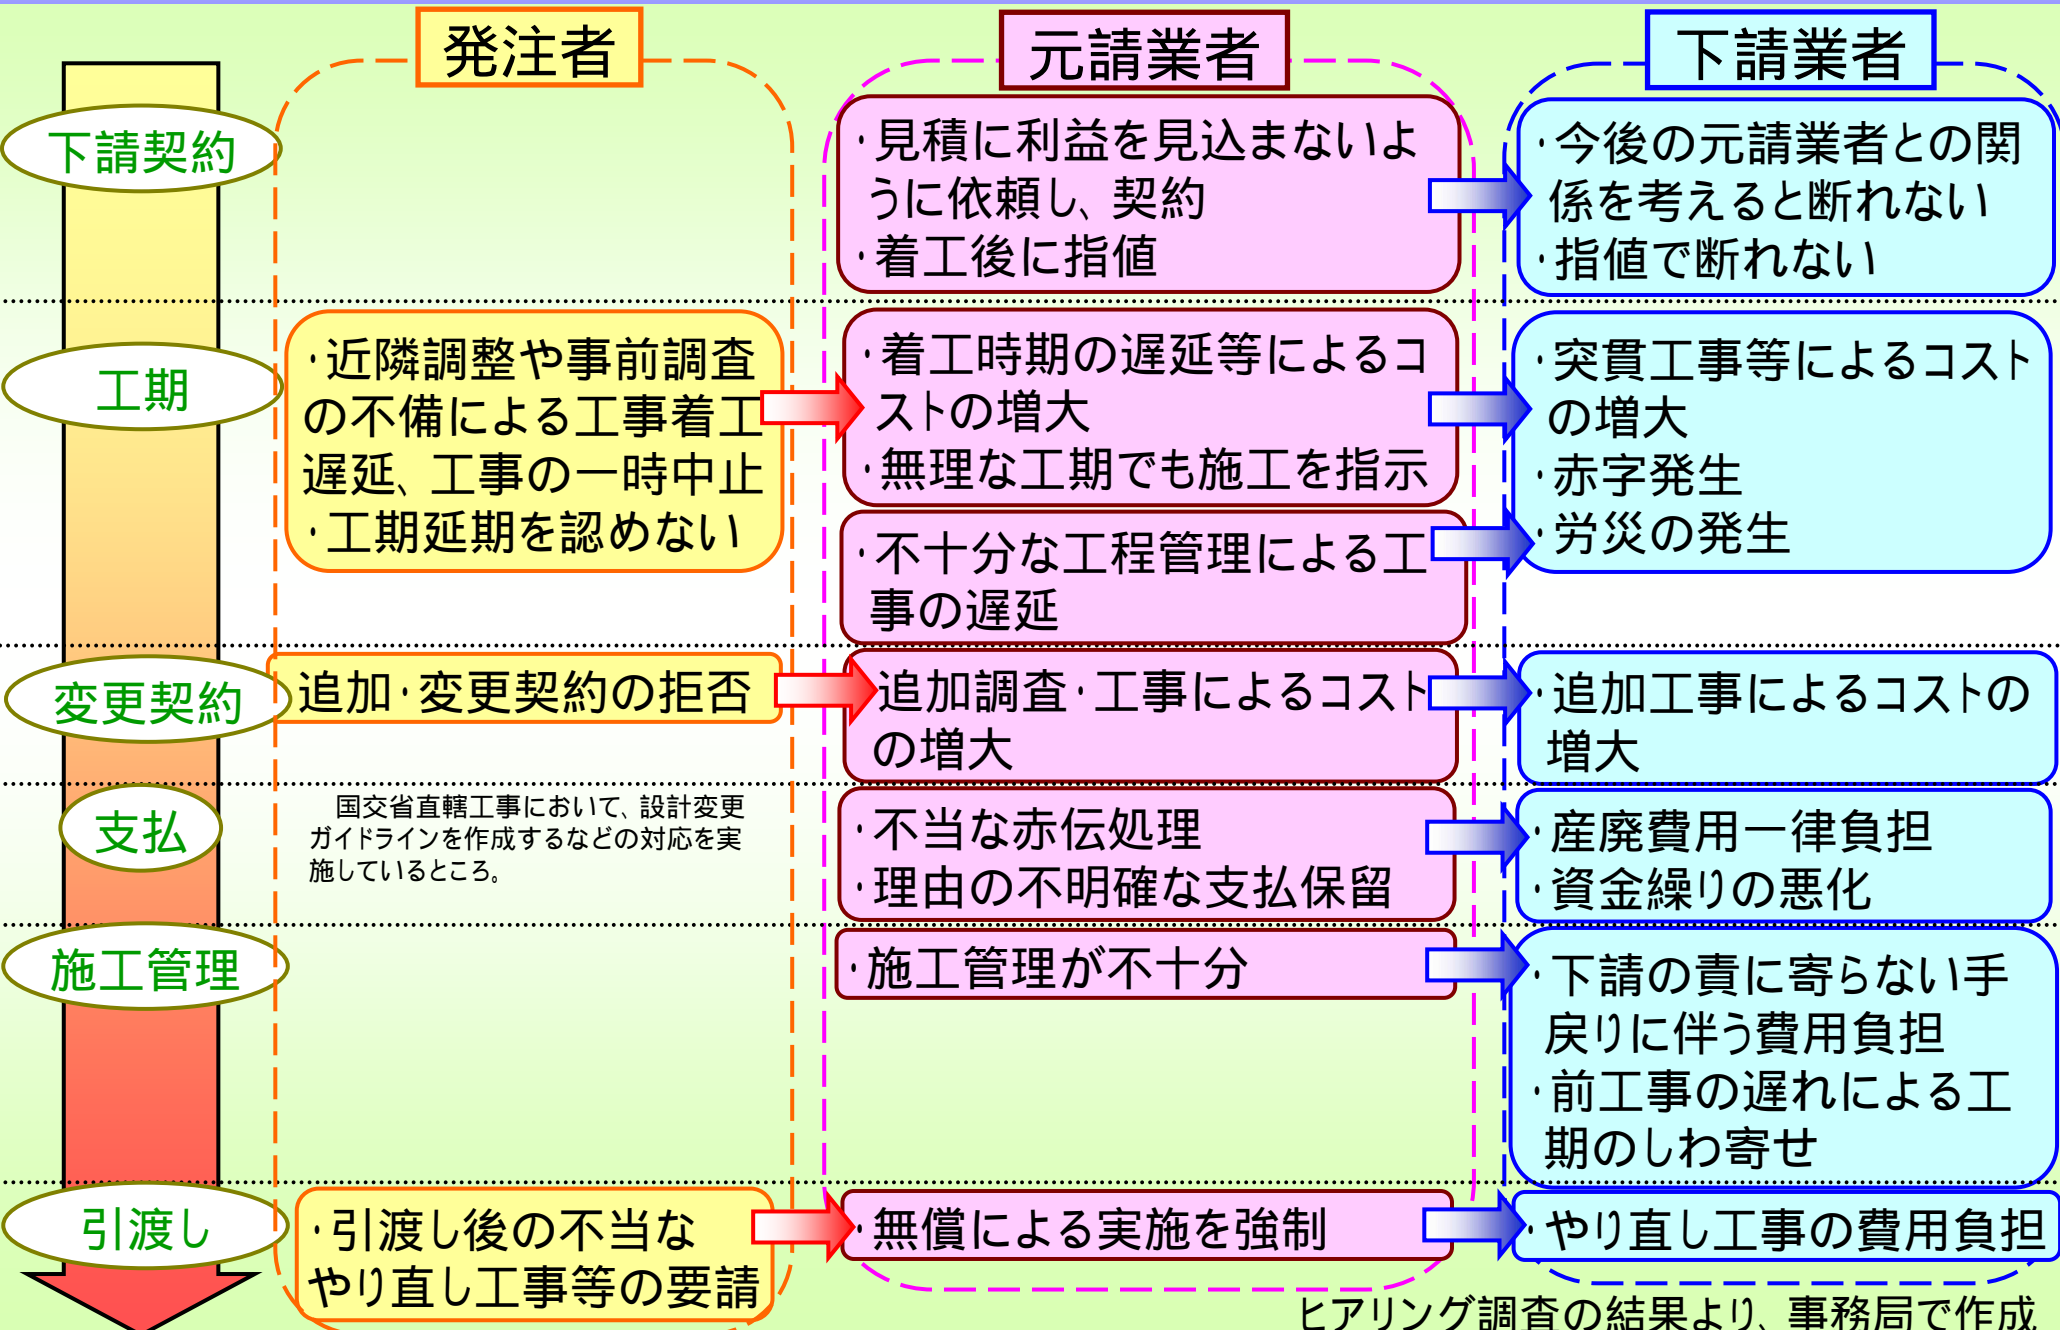 発注者
元請業者
下請業者
下請契約
・見積に利益を見込まないよ
うに依頼し、契約
・着工後に指値
・今後の元請業者との関
係を考えると断れない
・指値で断れない
工期
・近隣調整や事前調査
の不備による工事着工
遅延、工事の一時中止
・工期延期を認めない
・着工時期の遅延等によるコ
ストの増大
・無理な工期でも施工を指示
・不十分な工程管理による工
事の遅延
・突貫工事等によるコスト
の増大
・赤字発生
・労災の発生
変更契約
追加・変更契約の拒否
追加調査・工事によるコスト
の増大
・追加工事によるコストの
増大
支払
国交省直轄工事において、設計変更
ガイドラインを作成するなどの対応を実
施しているところ。
・不当な赤伝処理
・理由の不明確な支払保留
・産廃費用一律負担
・資金繰りの悪化
施工管理
・施工管理が不十分
・下請の責に寄らない手
戻りに伴う費用負担
・前工事の遅れによる工
期のしわ寄せ
引渡し
・引渡し後の不当な
やり直し工事等の要請
・無償による実施を強制
・やり直し工事の費用負担
ヒアリング調査の結果より、事務局で作成